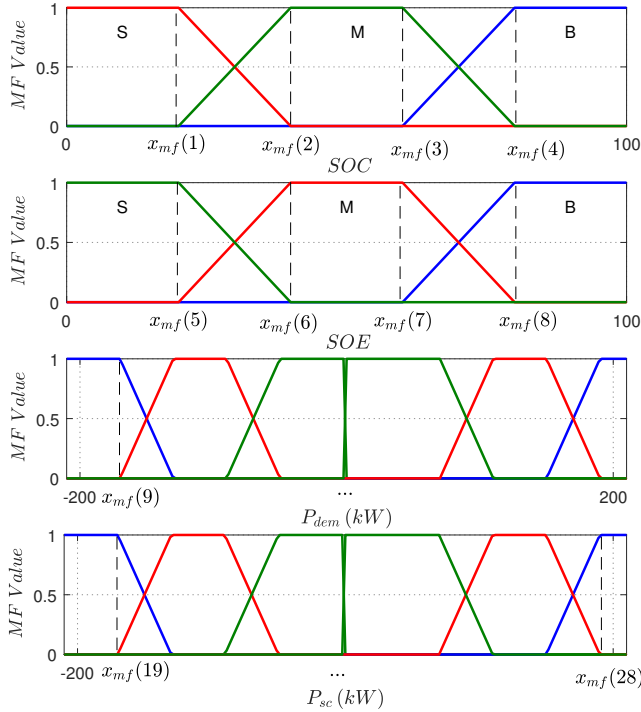 1
S M B
0.5
MF Value
0
0 x_mf(1) x_mf(2) x_mf(3) x_mf(4) 100
SOC
1
S M B
0.5
MF Value
0
0 x_mf(5) x_mf(6) x_mf(7) x_mf(8) 100
SOE
1
0.5
MF Value
0
-200 x_mf(9) ... 200
P_dem (kW)
1
0.5
MF Value
0
-200 x_mf(19) ... x_mf(28) 200
P_sc (kW)